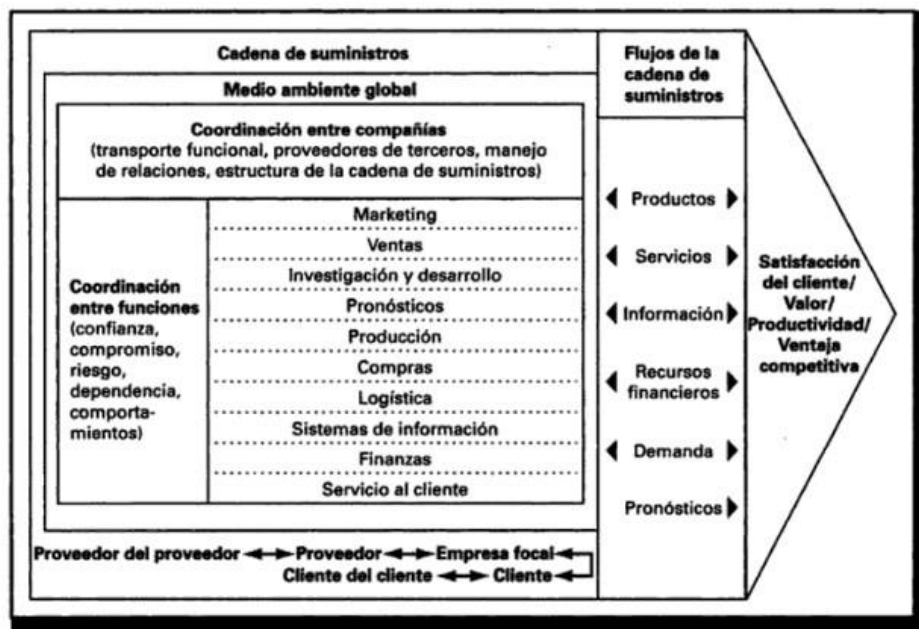 Cadena de suministros
Medio ambiente global
Coordinación entre compañías
(transporte funcional, proveedores de terceros, manejo
de relaciones, estructura de la cadena de suministros)
Coordinación
entre funciones
(confianza,
compromiso,
riesgo,
dependencia,
comporta-
mientos)
Marketing
Ventas
Investigación y desarrollo
Pronósticos
Producción
Compras
Logística
Sistemas de información
Finanzas
Servicio al cliente
Proveedor del proveedor Proveedor Empresa focal
Cliente del cliente Cliente
Flujos de la
cadena de
suministros
Productos
Servicios
Información
Recursos
financieros
Demanda
Pronósticos
Satisfacción
del cliente/
Valor/
Productividad/
Ventaja
competitiva